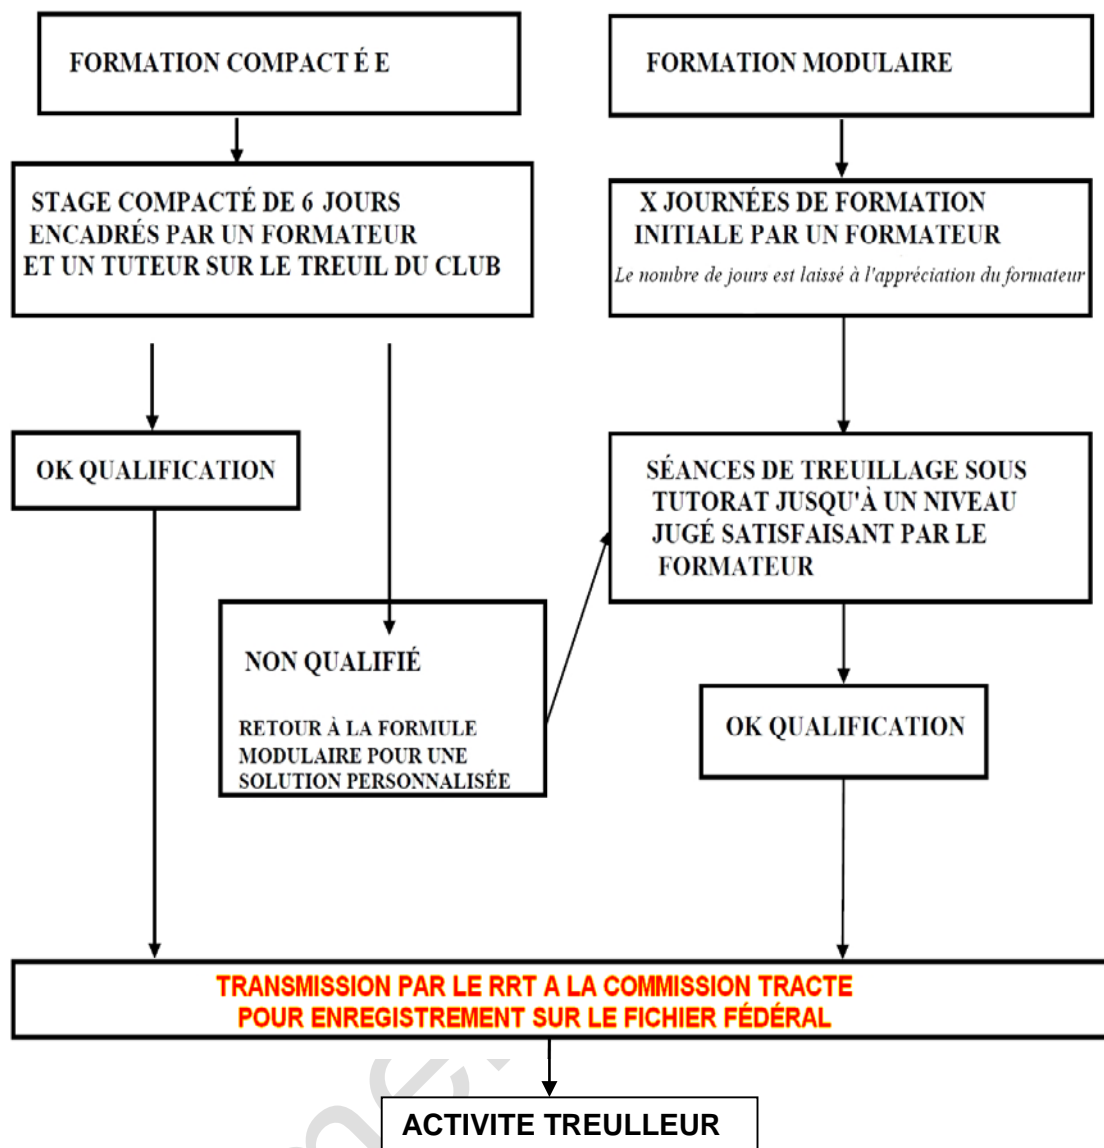 FORMATION COMPACT É E
STAGE COMPACTÉ DE 6 JOURS
ENCADRÉS PAR UN FORMATEUR
ET UN TUTEUR SUR LE TREUIL DU CLUB
OK QUALIFICATION
NON QUALIFIÉ
RETOUR À LA FORMULE
MODULAIRE POUR UNE
SOLUTION PERSONNALISÉE
FORMATION MODULAIRE
X JOURNÉES DE FORMATION
INITIALE PAR UN FORMATEUR
Le nombre de jours est laissé à l'appréciation du formateur
SÉANCES DE TREUILLAGE SOUS
TUTORAT JUSQU'À UN NIVEAU
JUGÉ SATISFAISANT PAR LE
FORMATEUR
OK QUALIFICATION
TRANSMISSION PAR LE RRT A LA COMMISSION TRACTE
POUR ENREGISTREMENT SUR LE FICHIER FÉDÉRAL
ACTIVITE TREULLEUR